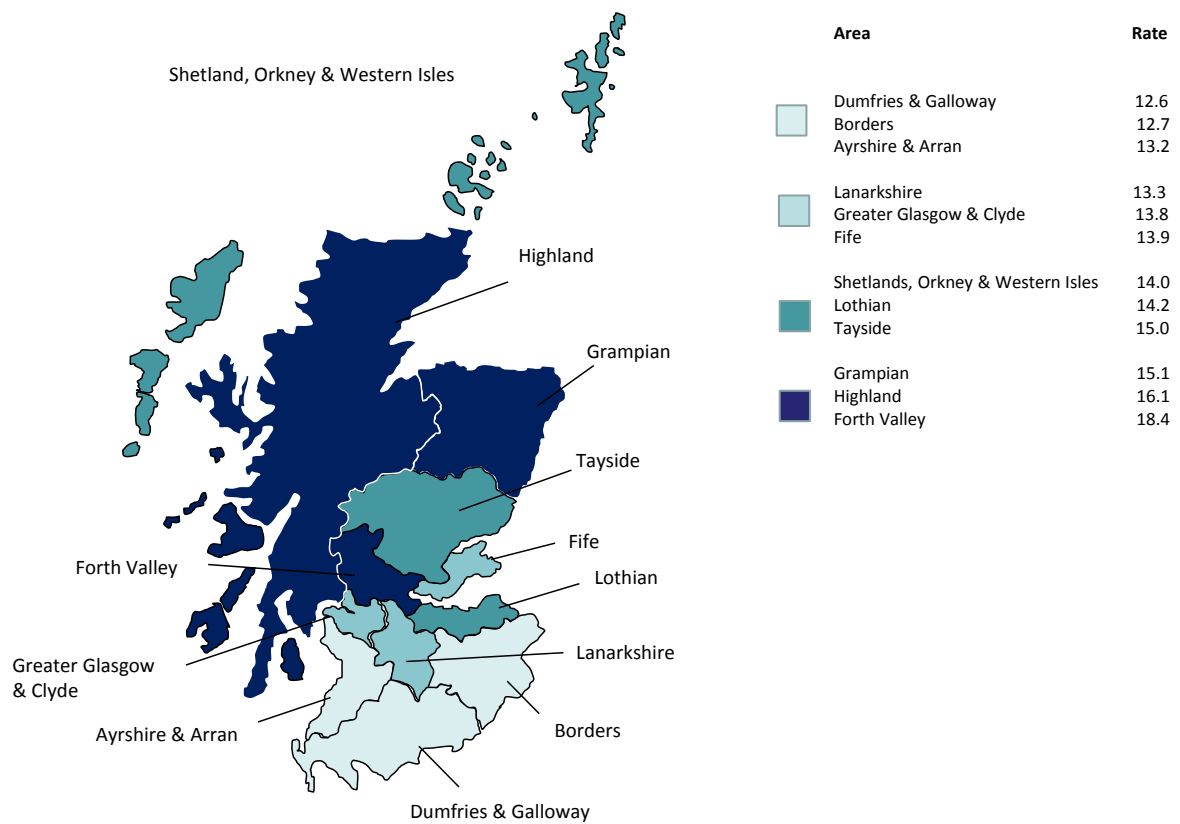 Shetland, Orkney & Western Isles
Highland
Grampian
Tayside
Fife
Forth Valley
Lothian
Lanarkshire
Greater Glasgow
& Clyde
Borders
Ayrshire & Arran
Dumfries & Galloway
Area Rate
Dumfries & Galloway 12.6
Borders 12.7
Ayrshire & Arran 13.2
Lanarkshire 13.3
Greater Glasgow & Clyde 13.8
Fife 13.9
Shetlands, Orkney & Western Isles 14.0
Lothian 14.2
Tayside 15.0
Grampian 15.1
Highland 16.1
Forth Valley 18.4